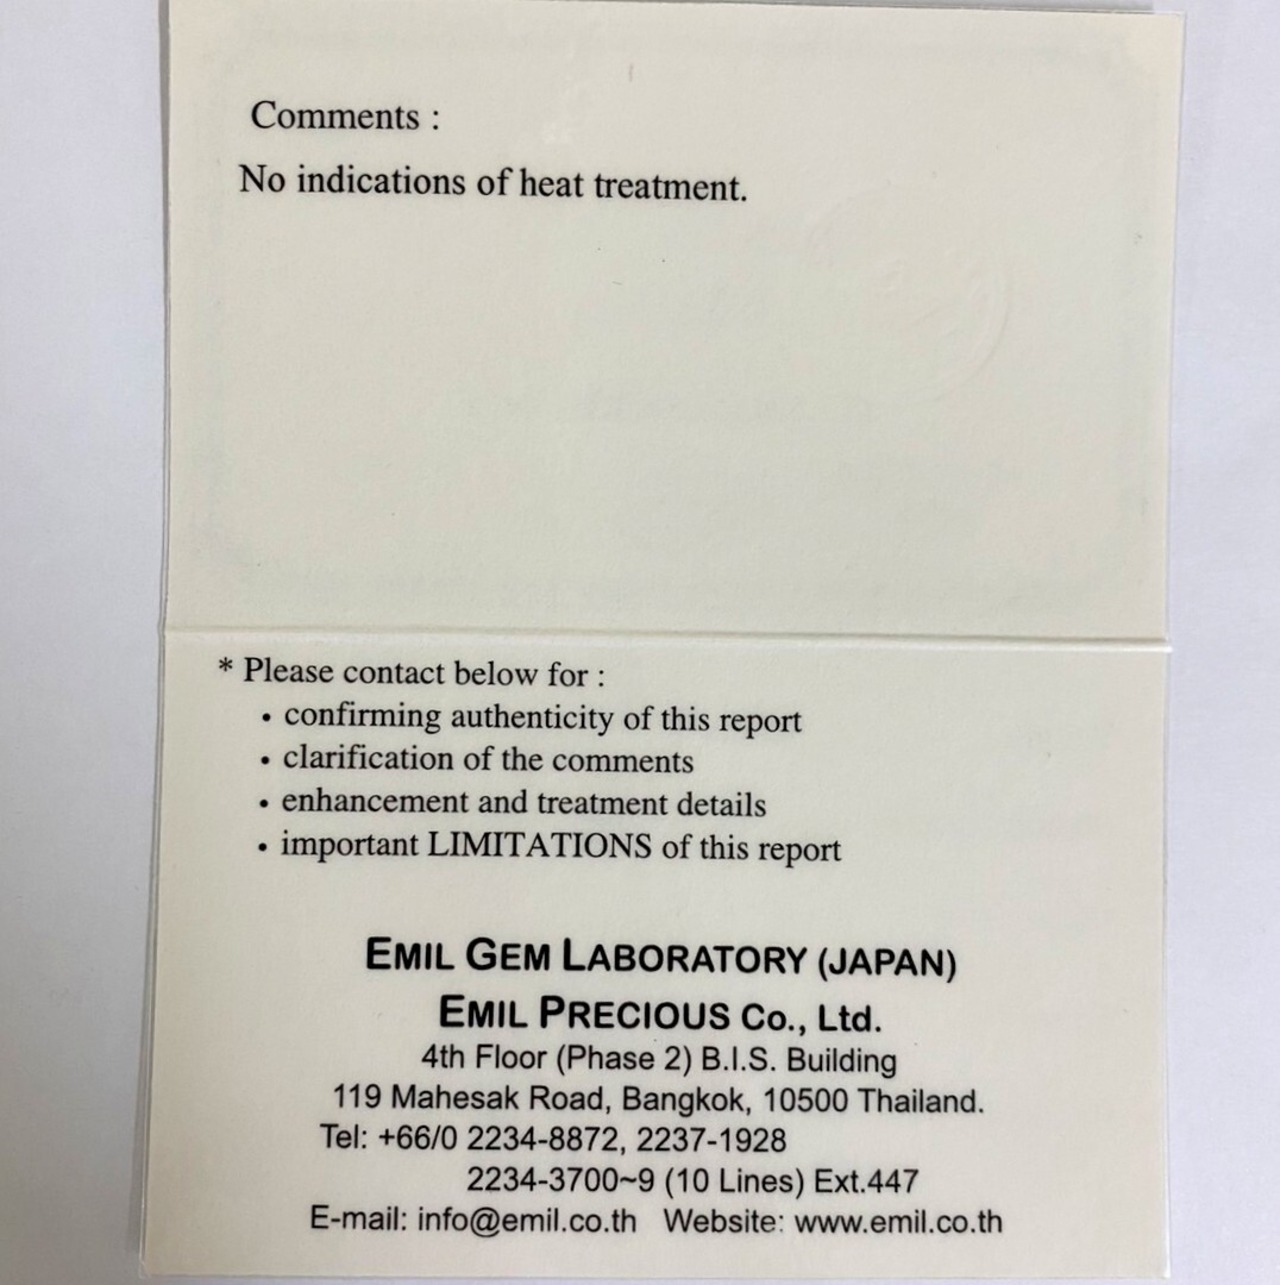 Comments :
No indications of heat treatment.
* Please contact below for :
• confirming authenticity of this report
• clarification of the comments
• enhancement and treatment details
• important LIMITATIONS of this report
EMIL GEM LABORATORY (JAPAN)
EMIL PRECIOUS Co., Ltd.
4th Floor (Phase 2) B.I.S. Building
119 Mahesak Road, Bangkok, 10500 Thailand.
Tel: +66/0 2234-8872, 2237-1928
2234-3700~9 (10 Lines) Ext.447
E-mail: info@emil.co.th Website: www.emil.co.th